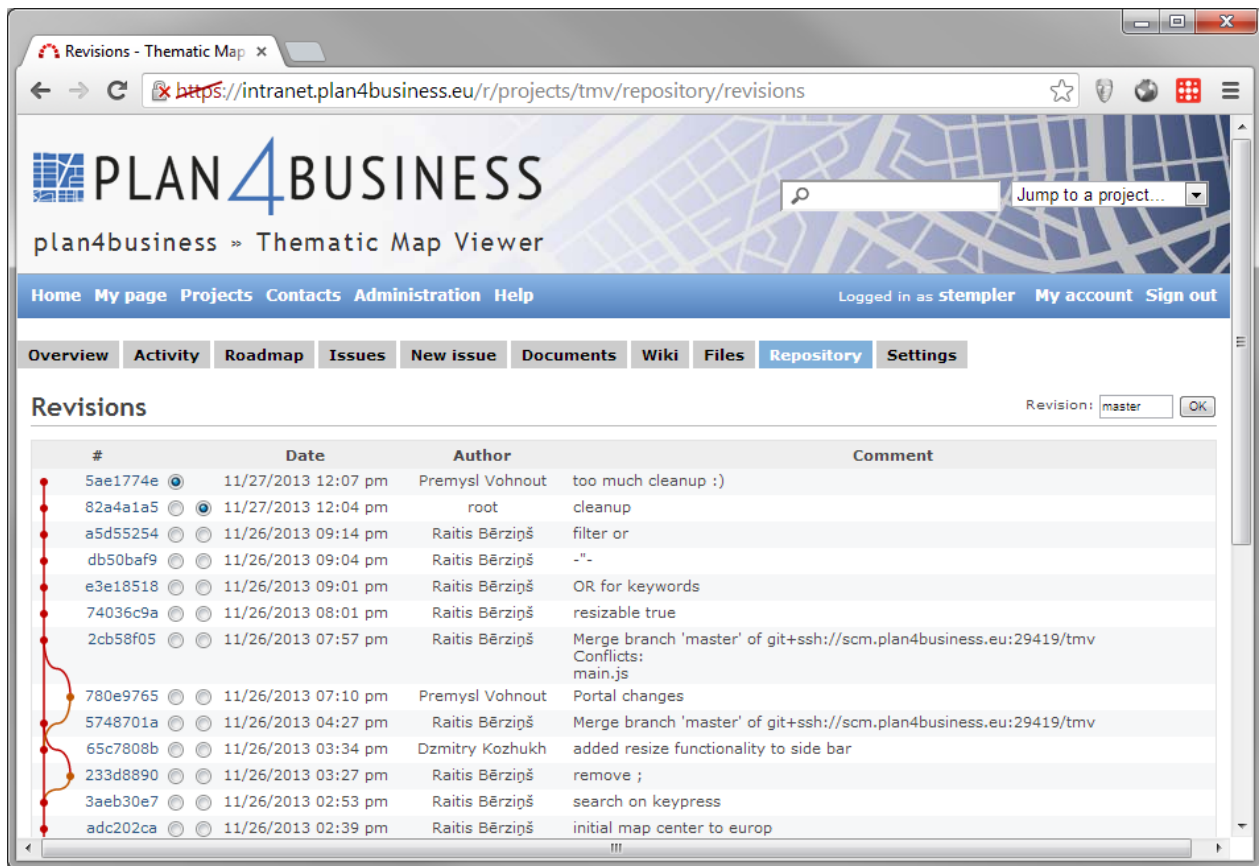 Revisions - Thematic Map
https://intranet.plan4business.eu/r/projects/tmv/repository/revisions
PLAN4BUSINESS
Jump to a project...
plan4business » Thematic Map Viewer
Home My page Projects Contacts Administration Help Logged in as stempler My account Sign out
Overview Activity Roadmap Issues New issue Documents Wiki Files Repository Settings
Revisions Revision: master OK
# Date Author Comment
5ae1774e 11/27/2013 12:07 pm Premysl Vohnout too much cleanup :)
82a4a1a5 11/27/2013 12:04 pm root cleanup
a5d55254 11/26/2013 09:14 pm Raitis Bērziņš filter or
db50baf9 11/26/2013 09:04 pm Raitis Bērziņš -"-
e3e18518 11/26/2013 09:01 pm Raitis Bērziņš OR for keywords
74036c9a 11/26/2013 08:01 pm Raitis Bērziņš resizable true
2cb58f05 11/26/2013 07:57 pm Raitis Bērziņš Merge branch 'master' of git+ssh://scm.plan4business.eu:29419/tmv
Conflicts:
main.js
780e9765 11/26/2013 07:10 pm Premysl Vohnout Portal changes
5748701a 11/26/2013 04:27 pm Raitis Bērziņš Merge branch 'master' of git+ssh://scm.plan4business.eu:29419/tmv
65c7808b 11/26/2013 03:34 pm Dzmitry Kozhukh added resize functionality to side bar
233d8890 11/26/2013 03:27 pm Raitis Bērziņš remove ;
3aeb30e7 11/26/2013 02:53 pm Raitis Bērziņš search on keypress
adc202ca 11/26/2013 02:39 pm Raitis Bērziņš initial map center to europ